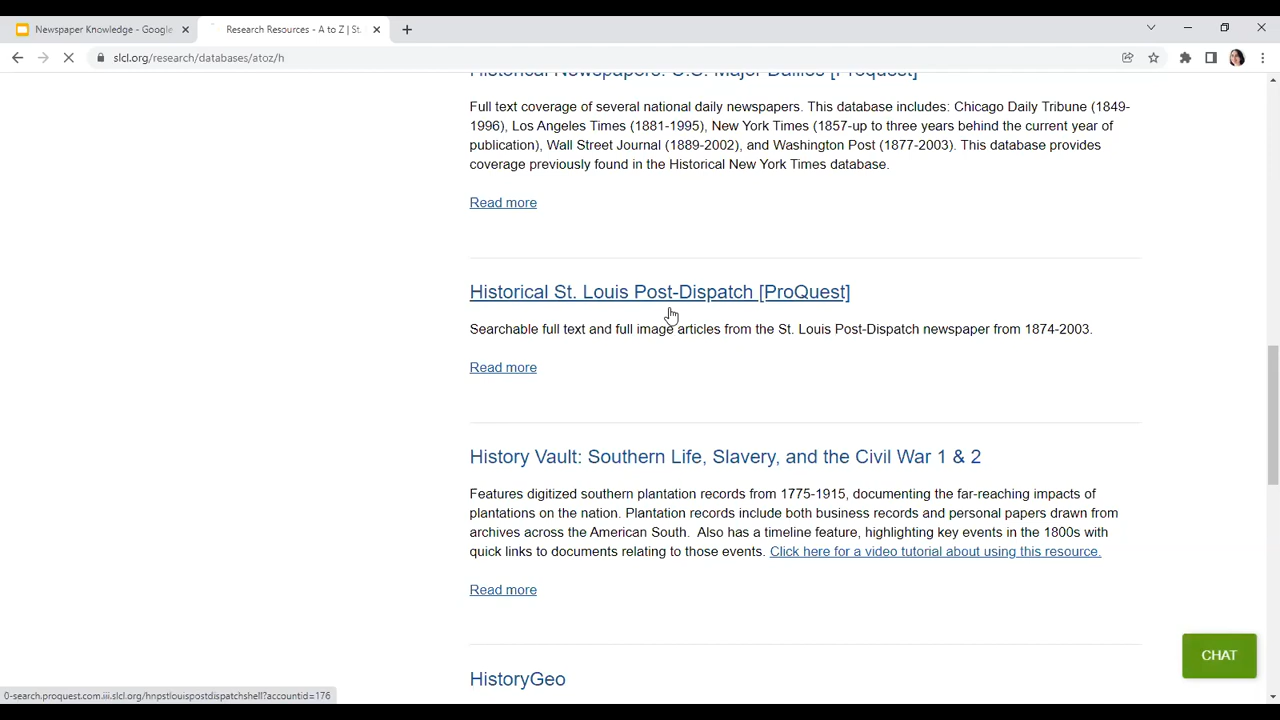 Newspaper Knowledge - Google
Research Resources - A to Z | St.
slcl.org/research/databases/atoz/h
Historical Newspapers: U.S. Major Dailies [Proquest]
Full text coverage of several national daily newspapers. This database includes: Chicago Daily Tribune (1849-
1996), Los Angeles Times (1881-1995), New York Times (1857-up to three years behind the current year of
publication), Wall Street Journal (1889-2002), and Washington Post (1877-2003). This database provides
coverage previously found in the Historical New York Times database.
Read more
Historical St. Louis Post-Dispatch [ProQuest]
Searchable full text and full image articles from the St. Louis Post-Dispatch newspaper from 1874-2003.
Read more
History Vault: Southern Life, Slavery, and the Civil War 1 & 2
Features digitized southern plantation records from 1775-1915, documenting the far-reaching impacts of
plantations on the nation. Plantation records include both business records and personal papers drawn from
archives across the American South. Also has a timeline feature, highlighting key events in the 1800s with
quick links to documents relating to those events. Click here for a video tutorial about using this resource.
Read more
HistoryGeo
CHAT
0-search.proquest.com.iii.slcl.org/hnpstlouispostdispatchshell?accountid=176